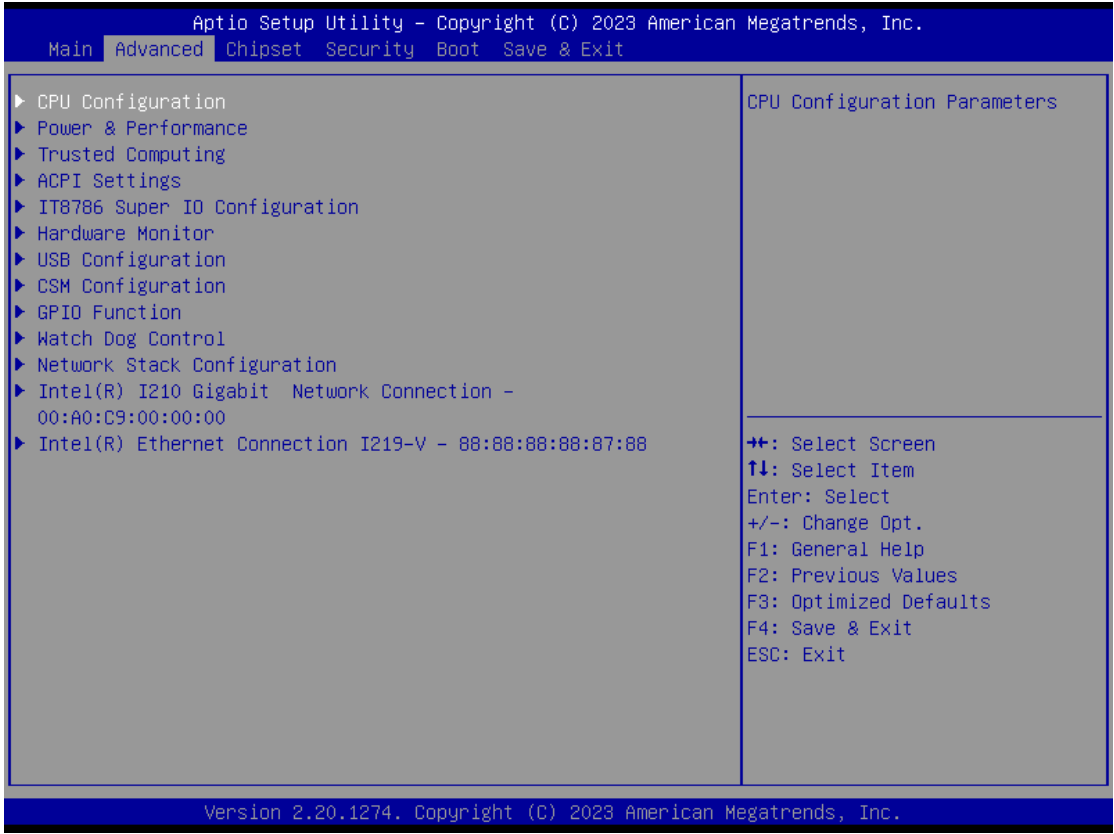 Aptio Setup Utility – Copyright (C) 2023 American Megatrends, Inc.
Main Advanced Chipset Security Boot Save & Exit
▶ CPU Configuration
▶ Power & Performance
▶ Trusted Computing
▶ ACPI Settings
▶ IT8786 Super IO Configuration
▶ Hardware Monitor
▶ USB Configuration
▶ CSM Configuration
▶ GPIO Function
▶ Watch Dog Control
▶ Network Stack Configuration
▶ Intel(R) I210 Gigabit  Network Connection –
00:A0:C9:00:00:00
▶ Intel(R) Ethernet Connection I219-V – 88:88:88:88:87:88
CPU Configuration Parameters
→←: Select Screen
↑↓: Select Item
Enter: Select
+/-: Change Opt.
F1: General Help
F2: Previous Values
F3: Optimized Defaults
F4: Save & Exit
ESC: Exit
Version 2.20.1274. Copyright (C) 2023 American Megatrends, Inc.